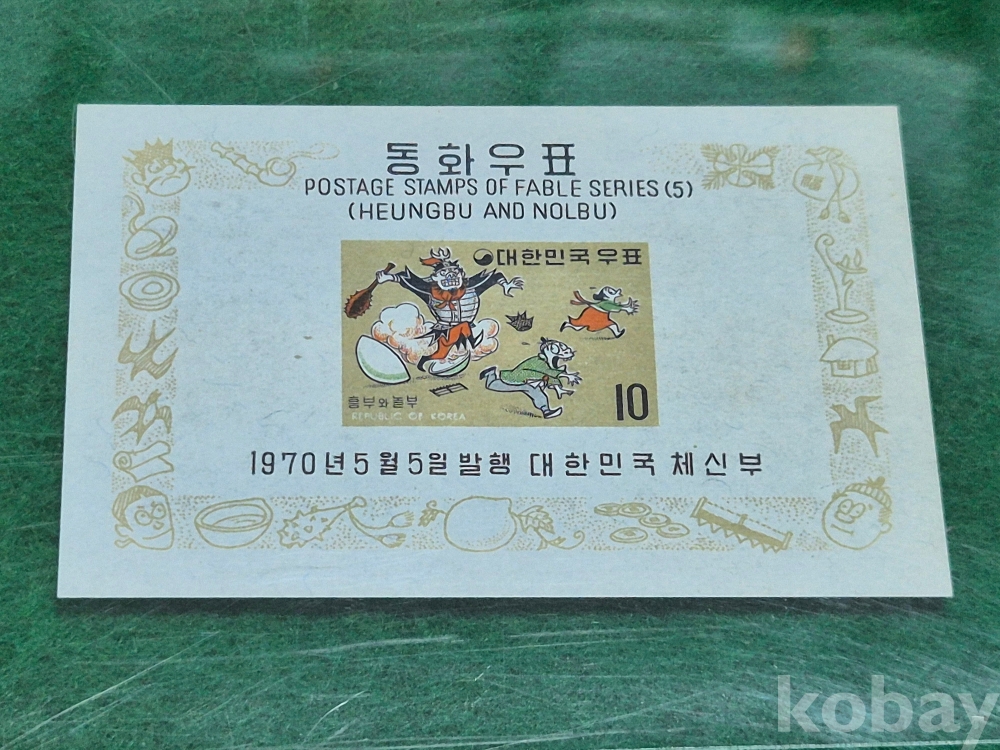 동화우표
POSTAGE STAMPS OF FABLE SERIES (5)
(HEUNGBU AND NOLBU)
대한민국우표
흥부와 놀부
REPUBLIC OF KOREA
10
1970년 5월 5일 발행 대한민국 체신부
kobay